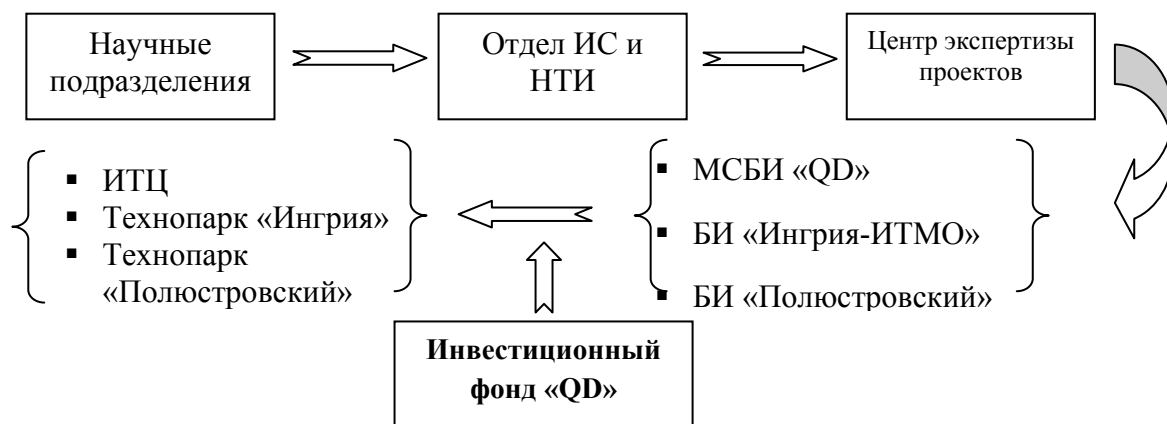 Научные
подразделения
Отдел ИС и
НТИ
Центр экспертизы
проектов
▪ ИТЦ
▪ Технопарк «Ингрия»
▪ Технопарк
«Полюстровский»
▪ МСБИ «QD»
▪ БИ «Ингрия-ИТМО»
▪ БИ «Полюстровский»
Инвестиционный
фонд «QD»